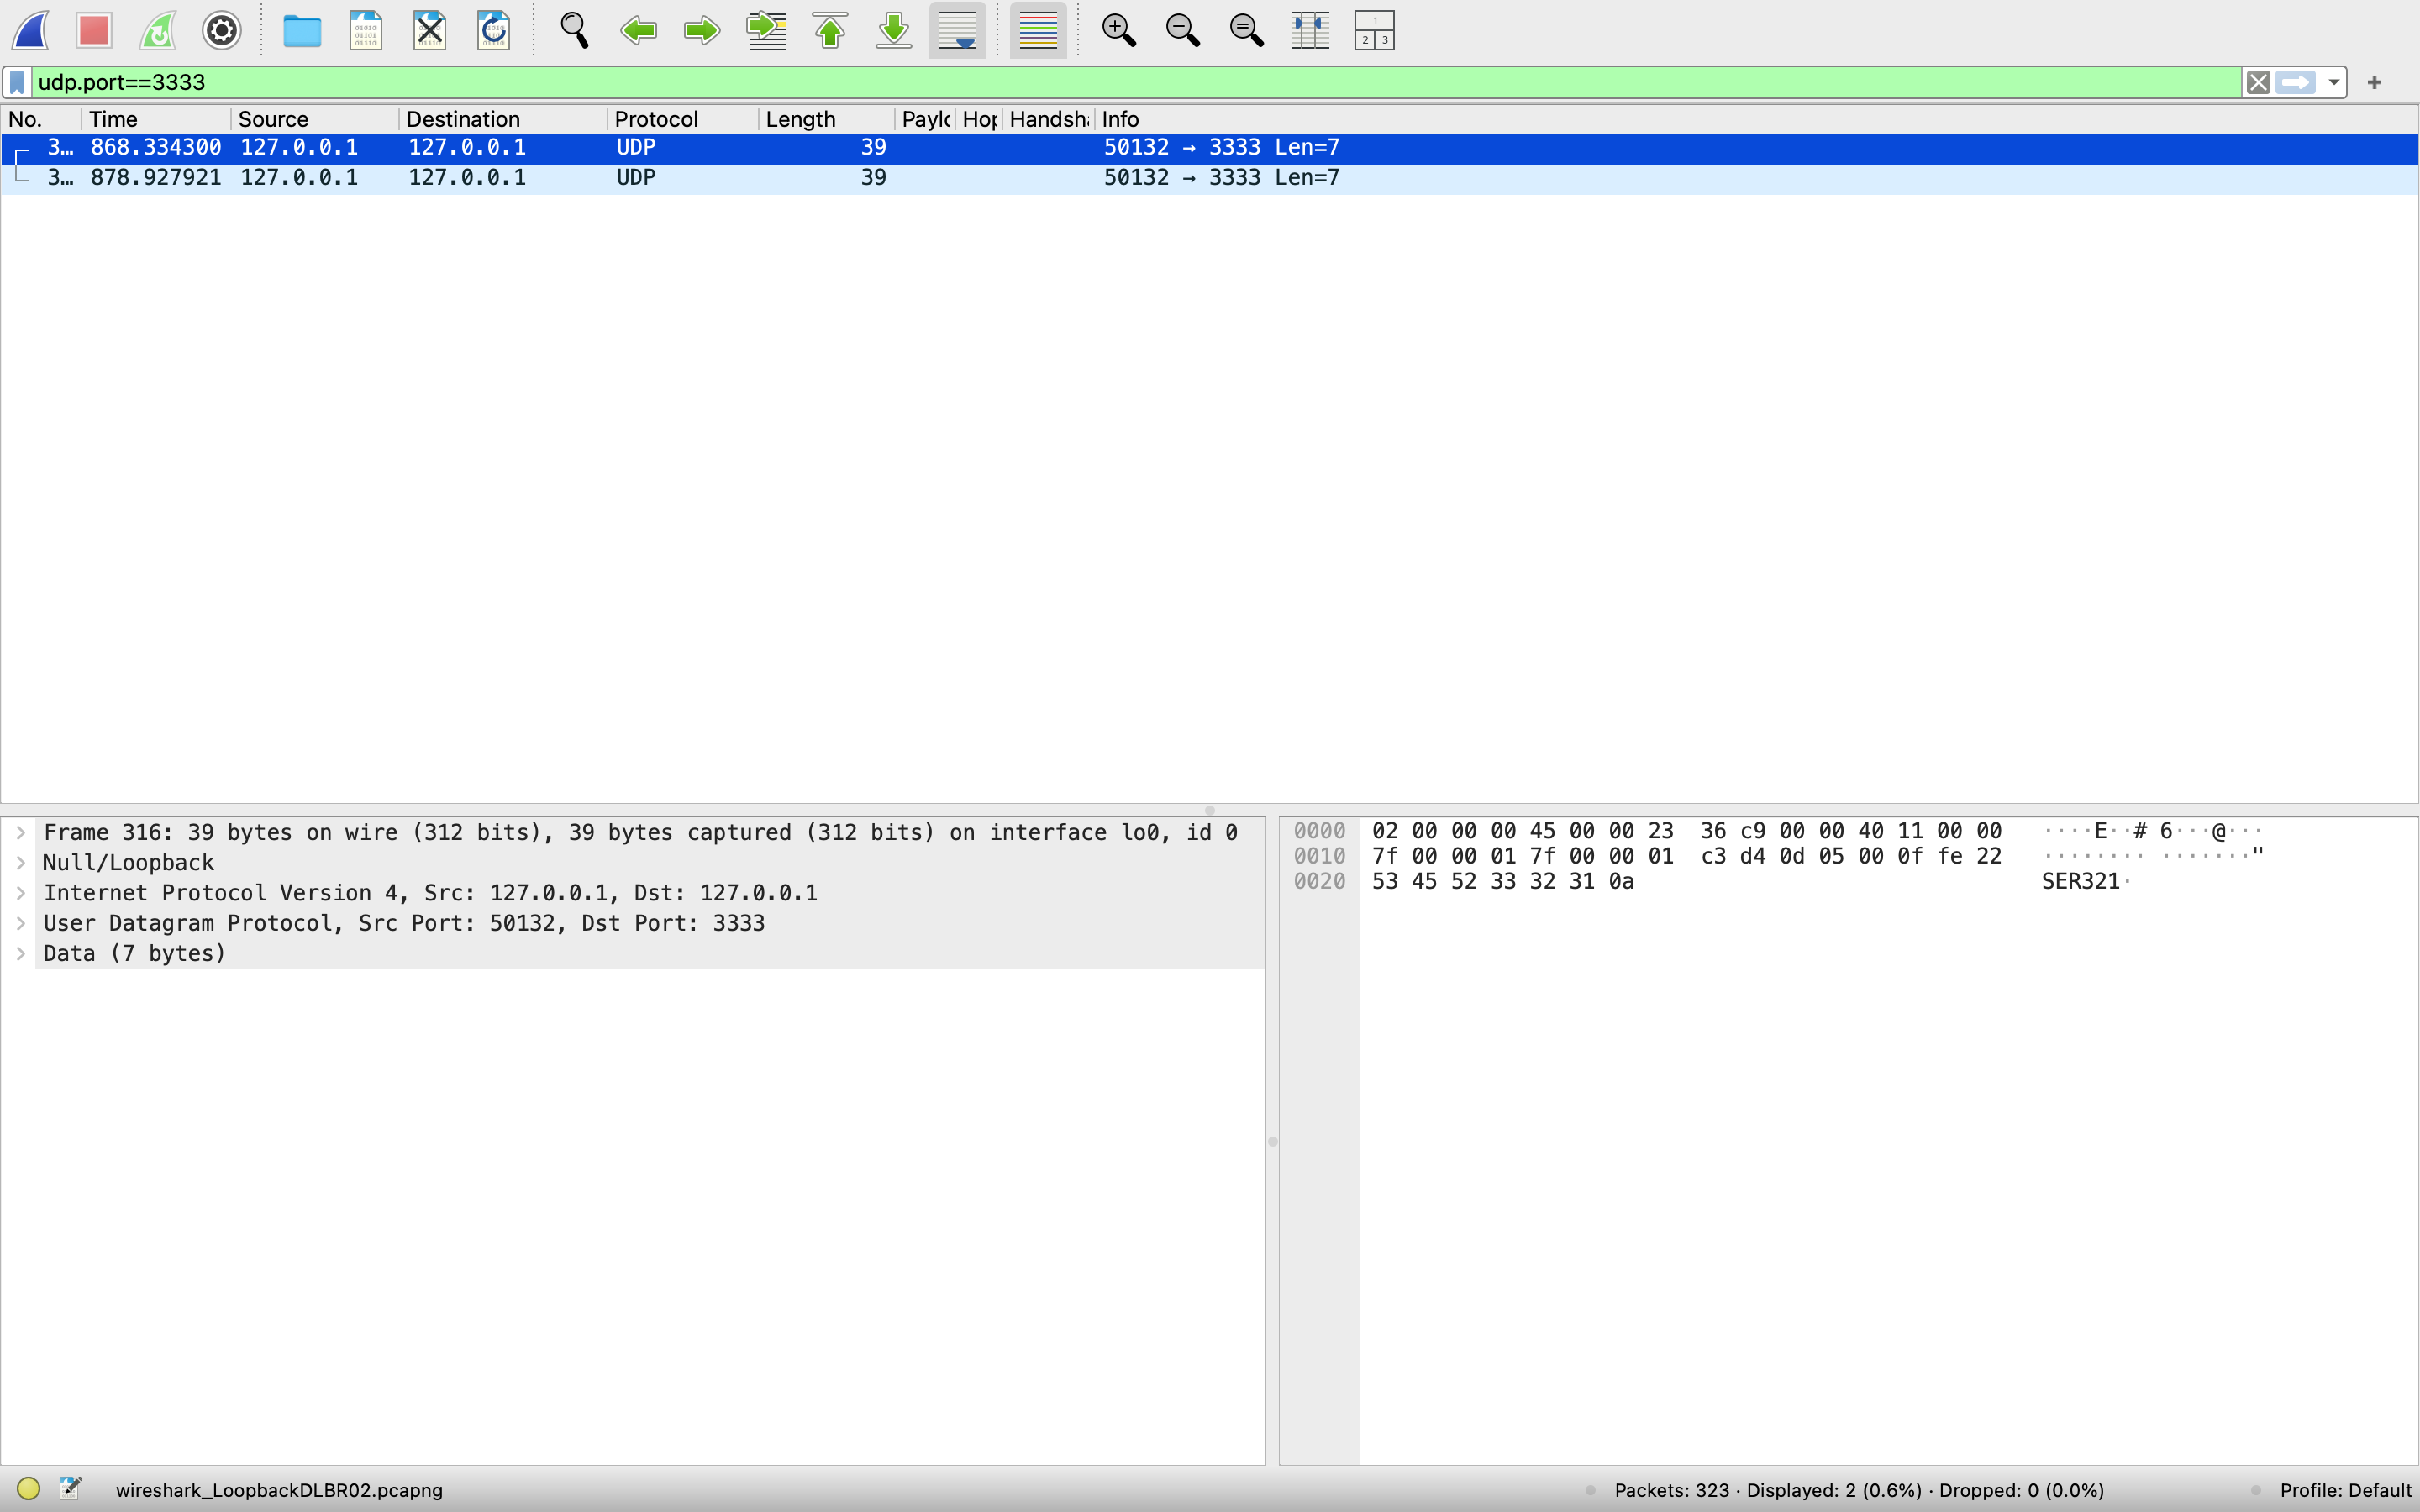 udp.port==3333
No. Time Source Destination Protocol Length Paylo Hop Handsha Info
3… 868.334300 127.0.0.1 127.0.0.1 UDP 39 50132 → 3333 Len=7
3… 878.927921 127.0.0.1 127.0.0.1 UDP 39 50132 → 3333 Len=7
Frame 316: 39 bytes on wire (312 bits), 39 bytes captured (312 bits) on interface lo0, id 0
Null/Loopback
Internet Protocol Version 4, Src: 127.0.0.1, Dst: 127.0.0.1
User Datagram Protocol, Src Port: 50132, Dst Port: 3333
Data (7 bytes)
0000 02 00 00 00 45 00 00 23 36 c9 00 00 40 11 00 00 ····E··# 6···@···
0010 7f 00 00 01 7f 00 00 01 c3 d4 0d 05 00 0f fe 22 ········ ·······"
0020 53 45 52 33 32 31 0a SER321·
wireshark_LoopbackDLBR02.pcapng
Packets: 323 · Displayed: 2 (0.6%) · Dropped: 0 (0.0%)
Profile: Default